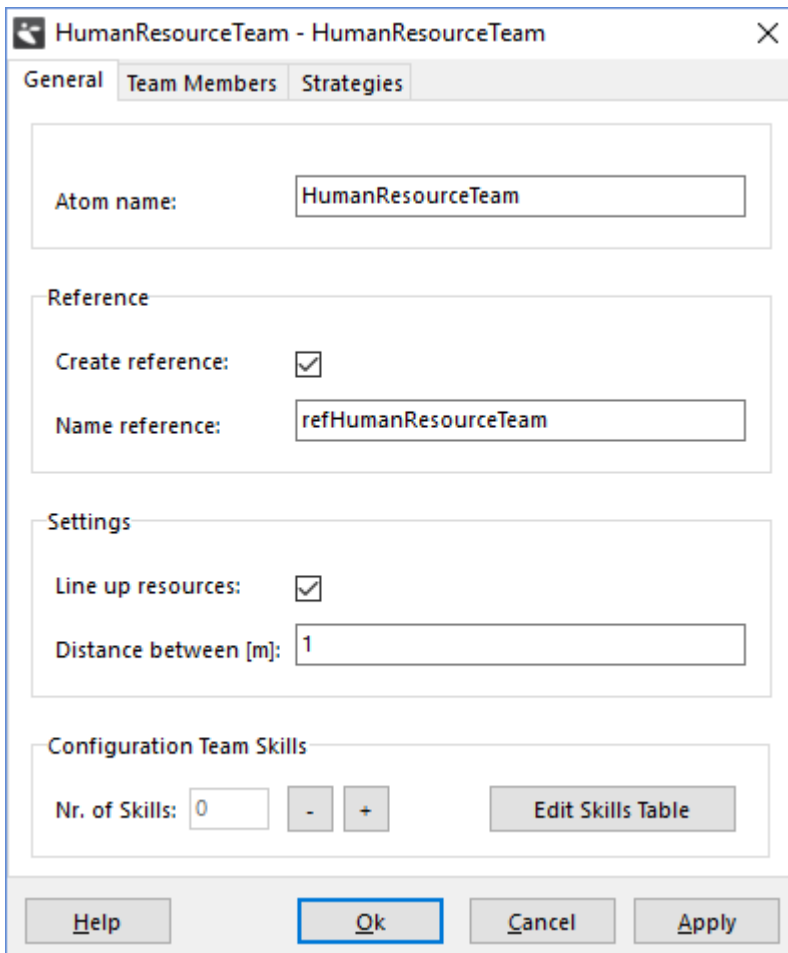 HumanResourceTeam - HumanResourceTeam
General Team Members Strategies
Atom name: HumanResourceTeam
Reference
Create reference:
Name reference: refHumanResourceTeam
Settings
Line up resources:
Distance between [m]: 1
Configuration Team Skills
Nr. of Skills: 0 - + Edit Skills Table
Help Ok Cancel Apply